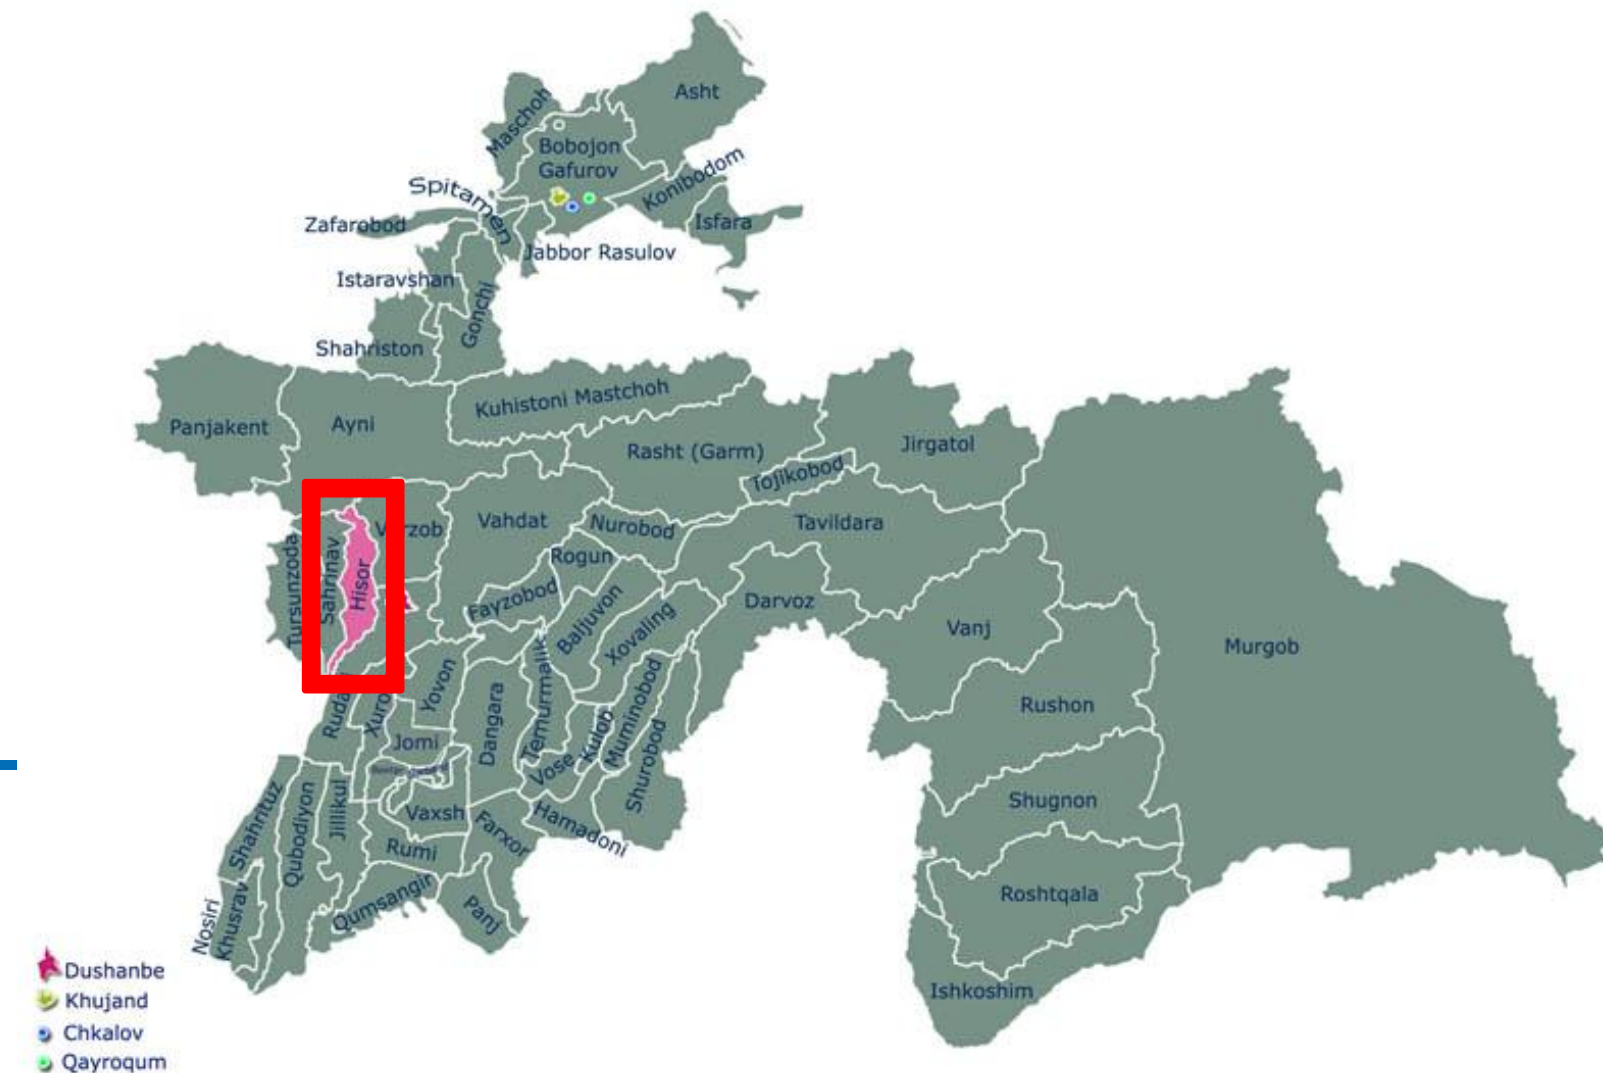 Asht
Maschoh
Bobojon
Gafurov
Konibodom
Spitamen
Isfara
Zafarobod
Jabbor Rasulov
Istaravshan
Gonchi
Shahriston
Kuhistoni Mastchoh
Panjakent
Ayni
Jirgatol
Rasht (Garm)
Tojikobod
Vahdat
Nurobod
Tavildara
V rzob
Rogun
Tursunzoda
Sahrinav
Hisor
Fayzobod
Baljuvon
Xovaling
Darvoz
Vanj
Murgob
Yovon
Temurmalik
Muminobod
Rushon
Ruda
Xuro
Dangara
Kulob
Jomi
Vose
Shurobod
Shahrituz
Qubodiyon
Jillikul
Vaxsh
Farxor
Hamadoni
Shugnon
Rumi
Roshtqala
Qumsangir
Panj
Nosiri
Khusrav
Ishkoshim
Dushanbe
Khujand
Chkalov
Qayroqum